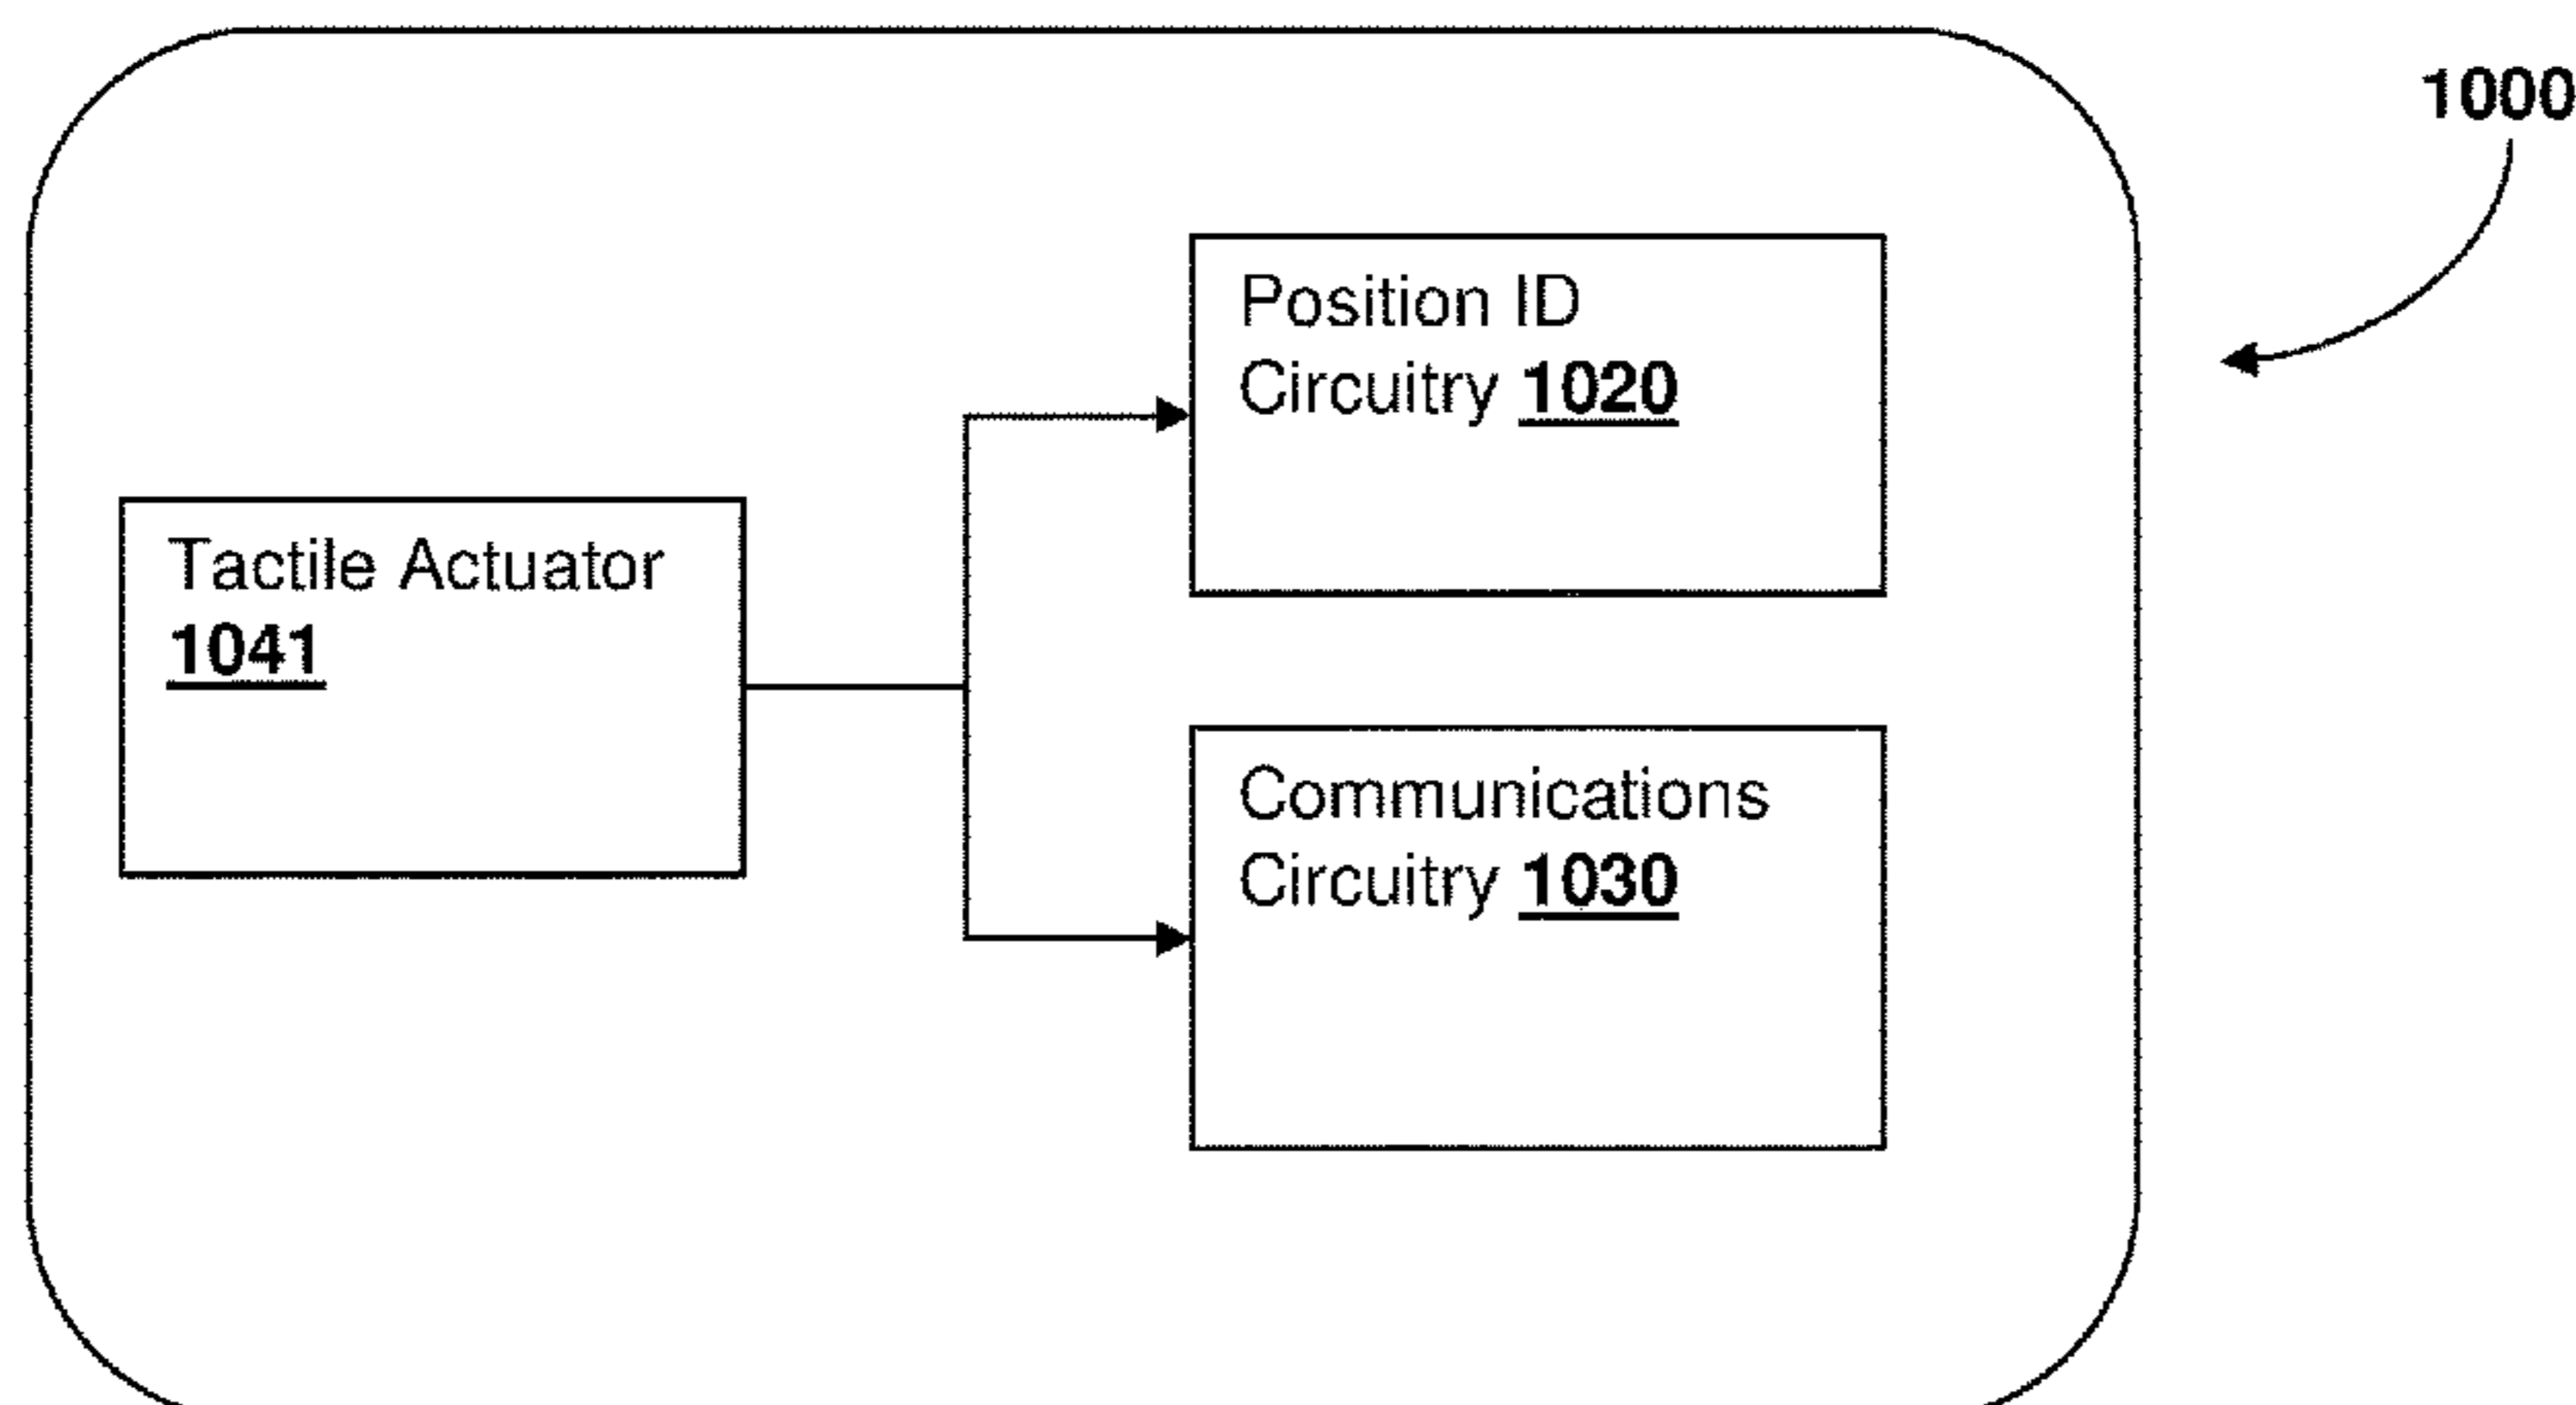 1000
Position ID
Circuitry 1020
Tactile Actuator
1041
Communications
Circuitry 1030